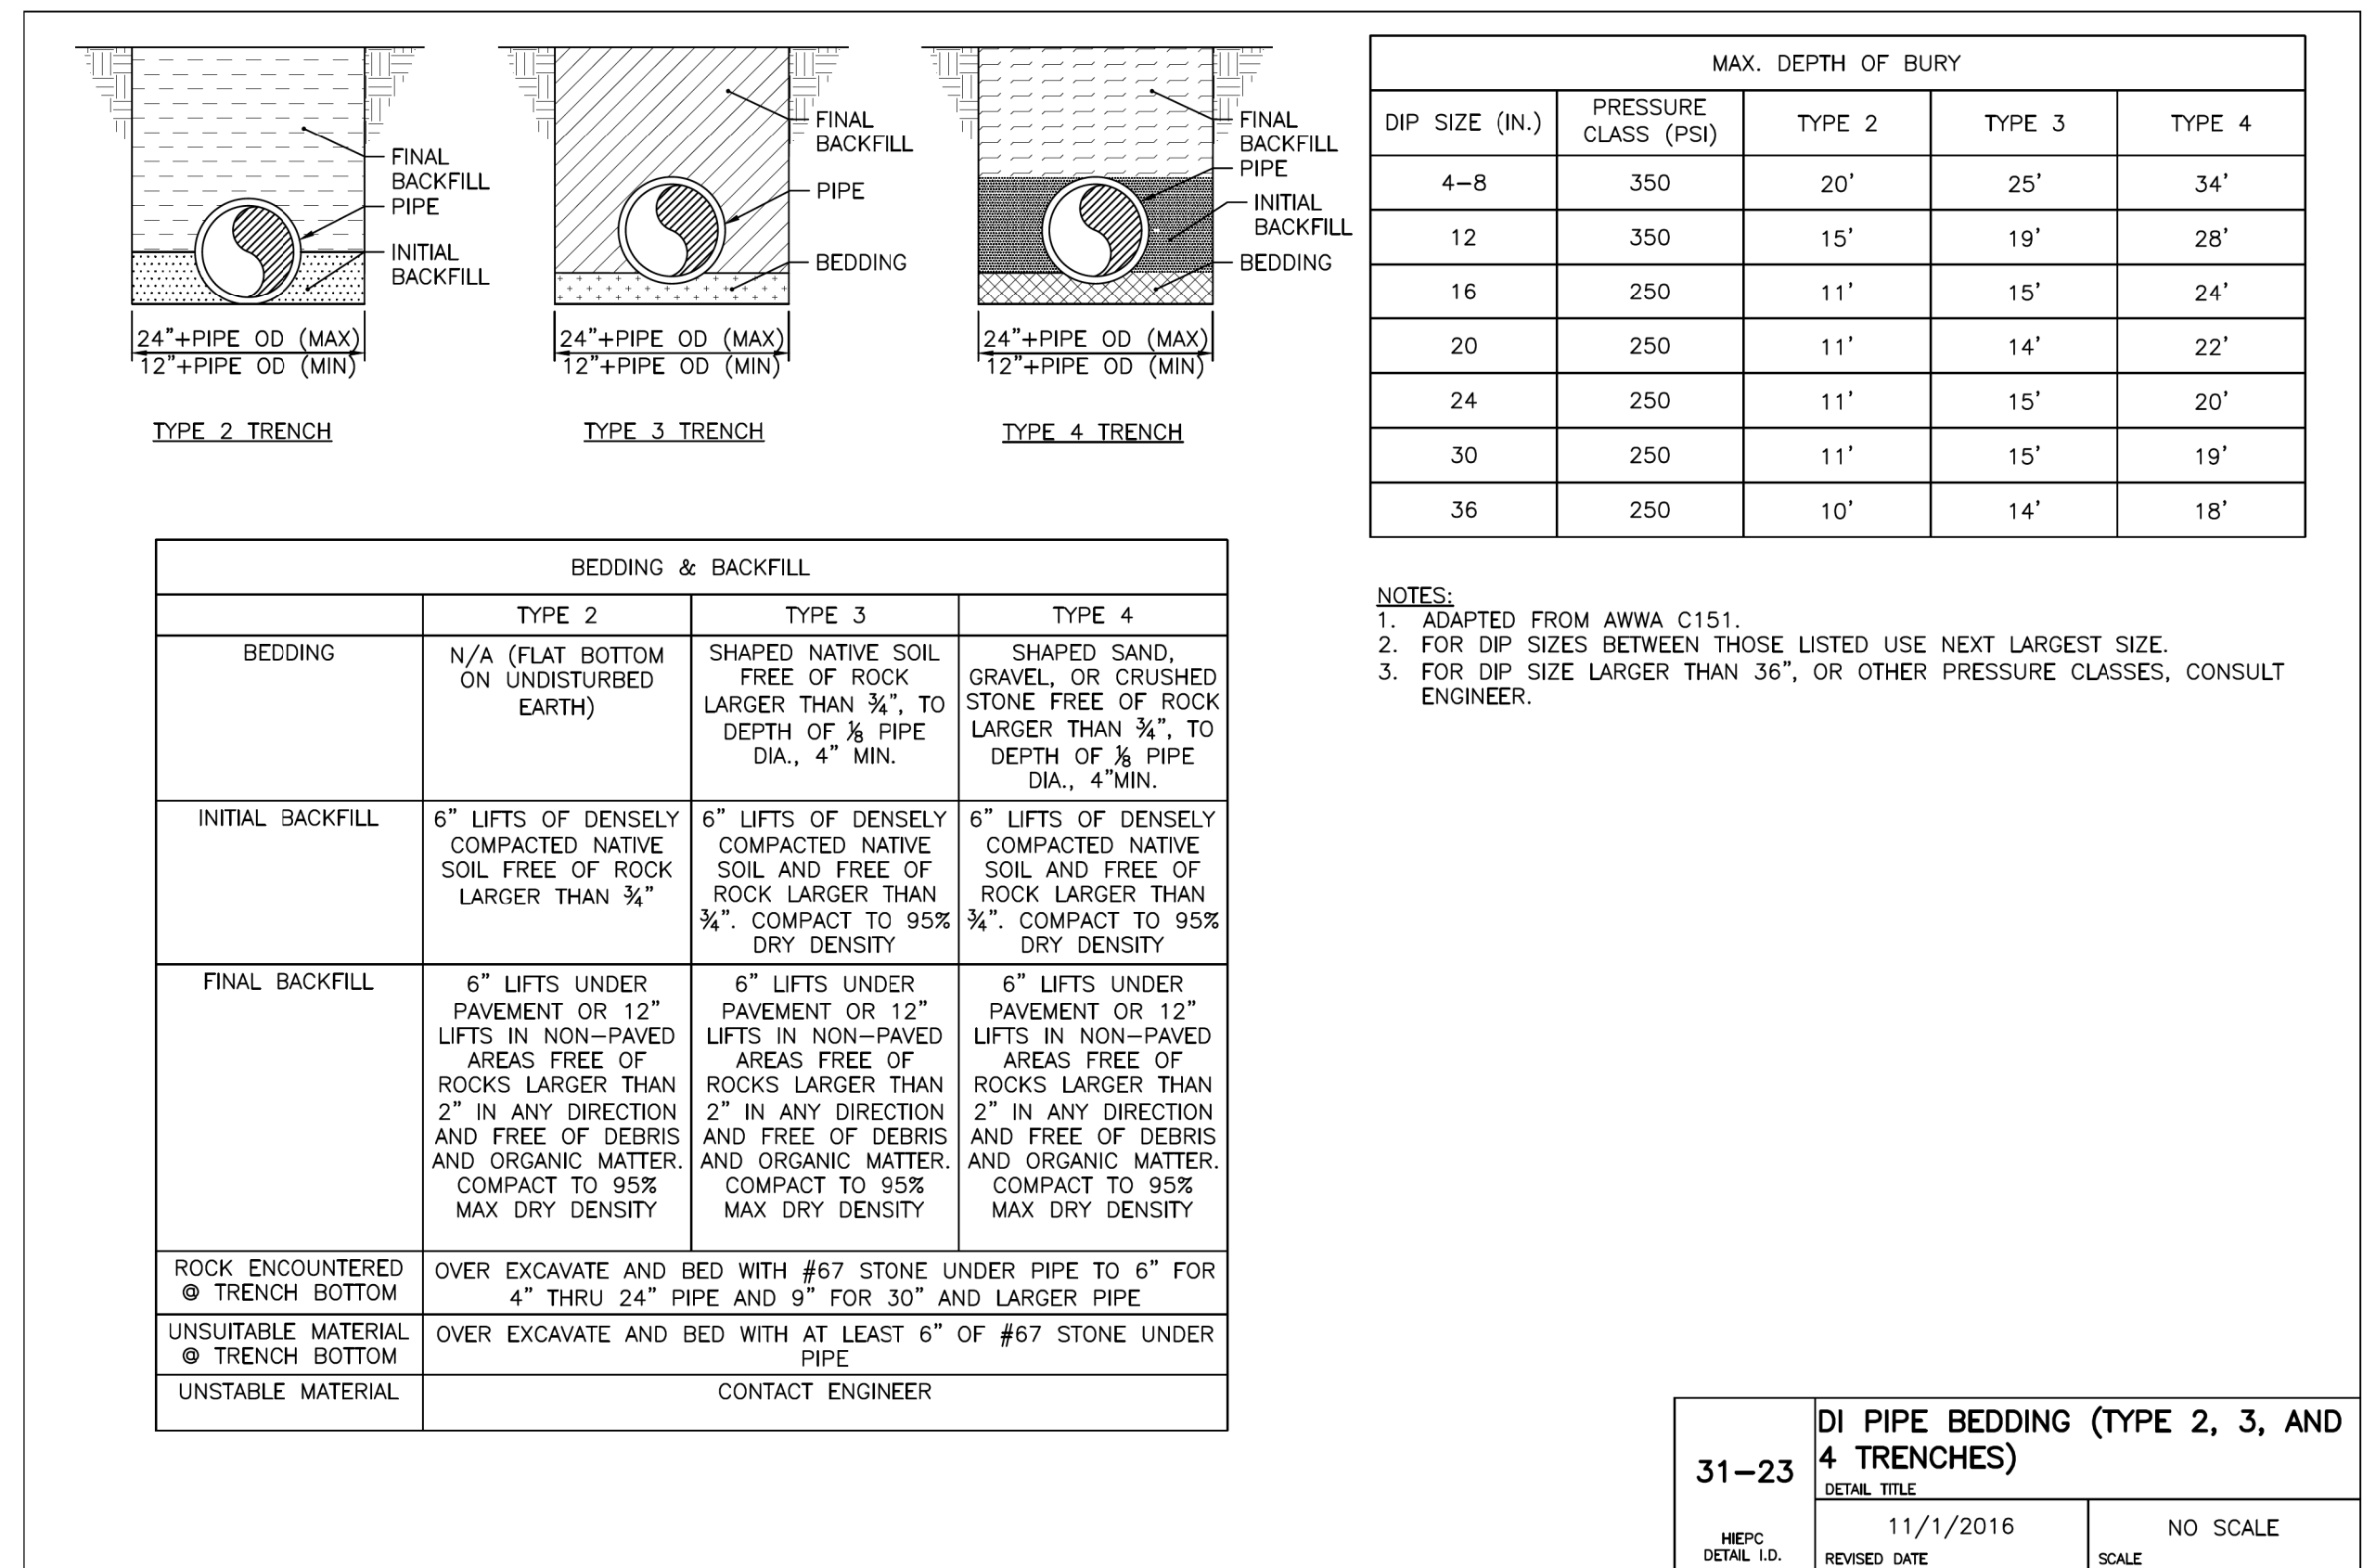 FINAL
BACKFILL
PIPE
INITIAL
BACKFILL
24"+PIPE OD (MAX)
12"+PIPE OD (MIN)
TYPE 2 TRENCH
FINAL
BACKFILL
PIPE
BEDDING
24"+PIPE OD (MAX)
12"+PIPE OD (MIN)
TYPE 3 TRENCH
FINAL
BACKFILL
PIPE
INITIAL
BACKFILL
BEDDING
24"+PIPE OD (MAX)
12"+PIPE OD (MIN)
TYPE 4 TRENCH
MAX. DEPTH OF BURY
DIP SIZE (IN.) PRESSURE CLASS (PSI) TYPE 2 TYPE 3 TYPE 4
4–8 350 20' 25' 34'
12 350 15' 19' 28'
16 250 11' 15' 24'
20 250 11' 14' 22'
24 250 11' 15' 20'
30 250 11' 15' 19'
36 250 10' 14' 18'
NOTES:
1. ADAPTED FROM AWWA C151.
2. FOR DIP SIZES BETWEEN THOSE LISTED USE NEXT LARGEST SIZE.
3. FOR DIP SIZE LARGER THAN 36", OR OTHER PRESSURE CLASSES, CONSULT
ENGINEER.
BEDDING & BACKFILL
TYPE 2 TYPE 3 TYPE 4
BEDDING
N/A (FLAT BOTTOM
ON UNDISTURBED
EARTH)
SHAPED NATIVE SOIL
FREE OF ROCK
LARGER THAN ¾", TO
DEPTH OF ⅛ PIPE
DIA., 4" MIN.
SHAPED SAND,
GRAVEL, OR CRUSHED
STONE FREE OF ROCK
LARGER THAN ¾", TO
DEPTH OF ⅛ PIPE
DIA., 4"MIN.
INITIAL BACKFILL
6" LIFTS OF DENSELY
COMPACTED NATIVE
SOIL FREE OF ROCK
LARGER THAN ¾"
6" LIFTS OF DENSELY
COMPACTED NATIVE
SOIL AND FREE OF
ROCK LARGER THAN
¾". COMPACT TO 95%
DRY DENSITY
6" LIFTS OF DENSELY
COMPACTED NATIVE
SOIL AND FREE OF
ROCK LARGER THAN
¾". COMPACT TO 95%
DRY DENSITY
FINAL BACKFILL
6" LIFTS UNDER
PAVEMENT OR 12"
LIFTS IN NON–PAVED
AREAS FREE OF
ROCKS LARGER THAN
2" IN ANY DIRECTION
AND FREE OF DEBRIS
AND ORGANIC MATTER.
COMPACT TO 95%
MAX DRY DENSITY
6" LIFTS UNDER
PAVEMENT OR 12"
LIFTS IN NON–PAVED
AREAS FREE OF
ROCKS LARGER THAN
2" IN ANY DIRECTION
AND FREE OF DEBRIS
AND ORGANIC MATTER.
COMPACT TO 95%
MAX DRY DENSITY
6" LIFTS UNDER
PAVEMENT OR 12"
LIFTS IN NON–PAVED
AREAS FREE OF
ROCKS LARGER THAN
2" IN ANY DIRECTION
AND FREE OF DEBRIS
AND ORGANIC MATTER.
COMPACT TO 95%
MAX DRY DENSITY
ROCK ENCOUNTERED
@ TRENCH BOTTOM
OVER EXCAVATE AND BED WITH #67 STONE UNDER PIPE TO 6" FOR
4" THRU 24" PIPE AND 9" FOR 30" AND LARGER PIPE
UNSUITABLE MATERIAL
@ TRENCH BOTTOM
OVER EXCAVATE AND BED WITH AT LEAST 6" OF #67 STONE UNDER
PIPE
UNSTABLE MATERIAL
CONTACT ENGINEER
31–23
HIEPC
DETAIL I.D.
DI PIPE BEDDING (TYPE 2, 3, AND
4 TRENCHES)
DETAIL TITLE
11/1/2016
REVISED DATE
NO SCALE
SCALE